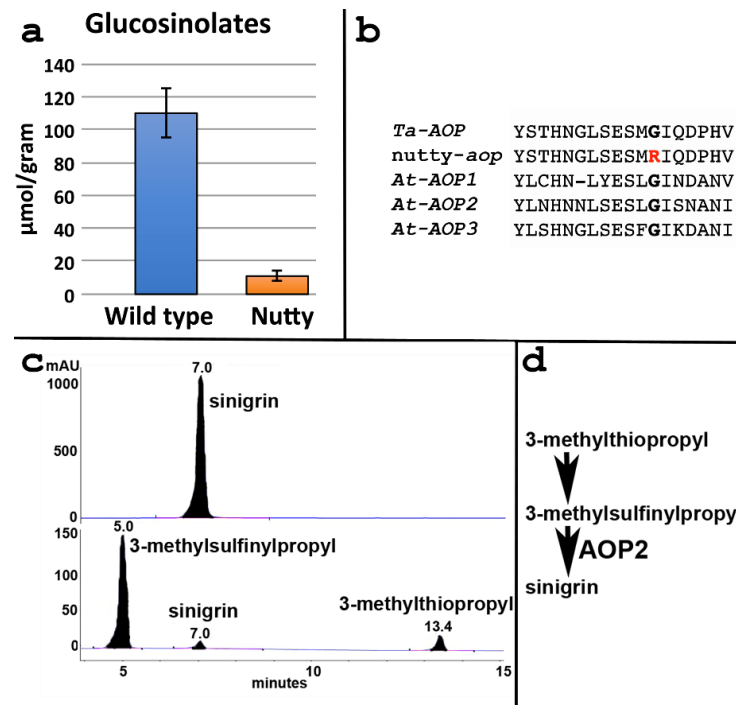 a
Glucosinolates
140
120
100
80
60
40
20
0
µmol/gram
Wild type Nutty
b
Ta-AOP YSTHNGLSESMGIQDPHV
nutty-aop YSTHNGLSESMRIQDPHV
At-AOP1 YLCHN-LYESLGINDANV
At-AOP2 YLNHNNLSESLGISNANI
At-AOP3 YLSHNGLSESFGIKDANI
c
mAU
1000
500
0
7.0
sinigrin
150
100
50
0
5.0
3-methylsulfinylpropyl
sinigrin
7.0
3-methylthiopropyl
13.4
5 10 15
minutes
d
3-methylthiopropyl
3-methylsulfinylpropy
AOP2
sinigrin